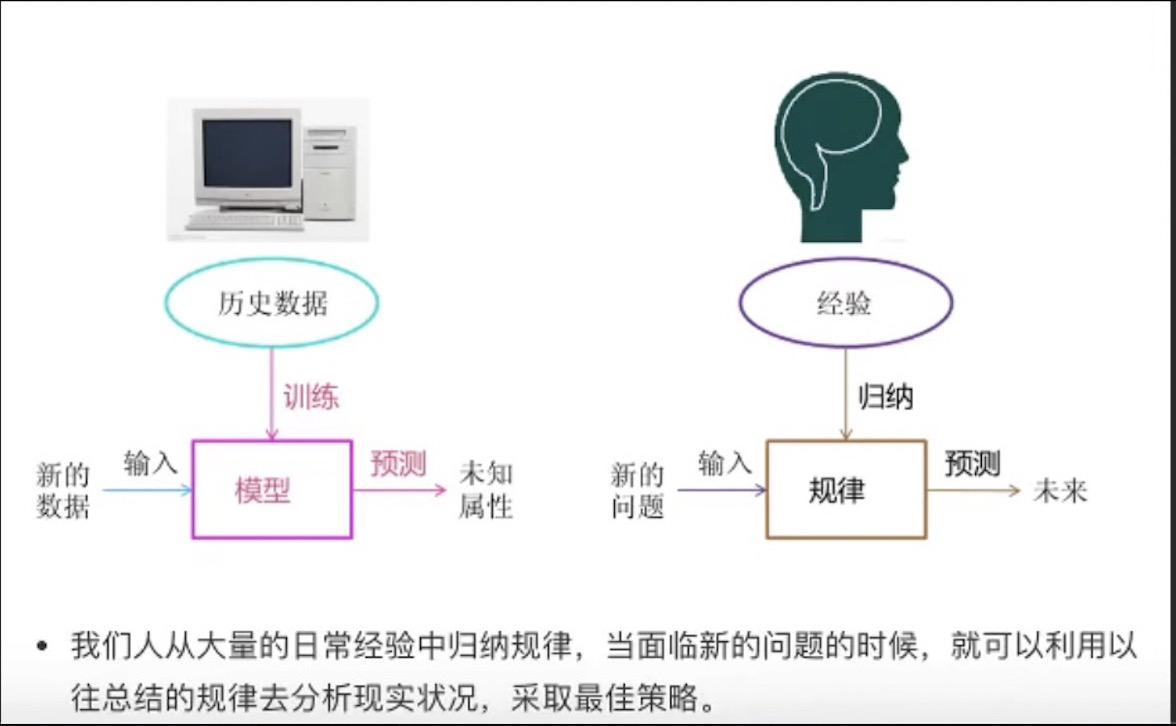 历史数据
训练
新的
数据
输入
模型
预测
未知
属性
经验
归纳
新的
问题
输入
规律
预测
未来
• 我们人从大量的日常经验中归纳规律，当面临新的问题的时候，就可以利用以
往总结的规律去分析现实状况，采取最佳策略。